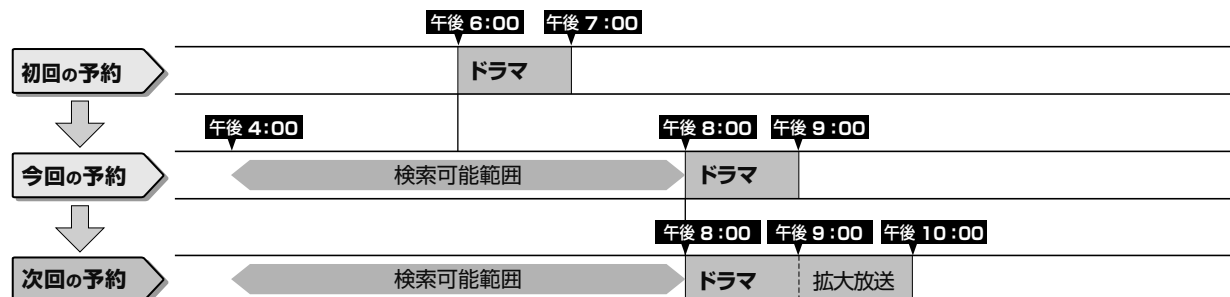 午後 6:00 午後 7:00
初回の予約 ドラマ
午後 4:00 午後 8:00 午後 9:00
今回の予約 検索可能範囲 ドラマ
午後 8:00 午後 9:00 午後 10:00
次回の予約 検索可能範囲 ドラマ 拡大放送